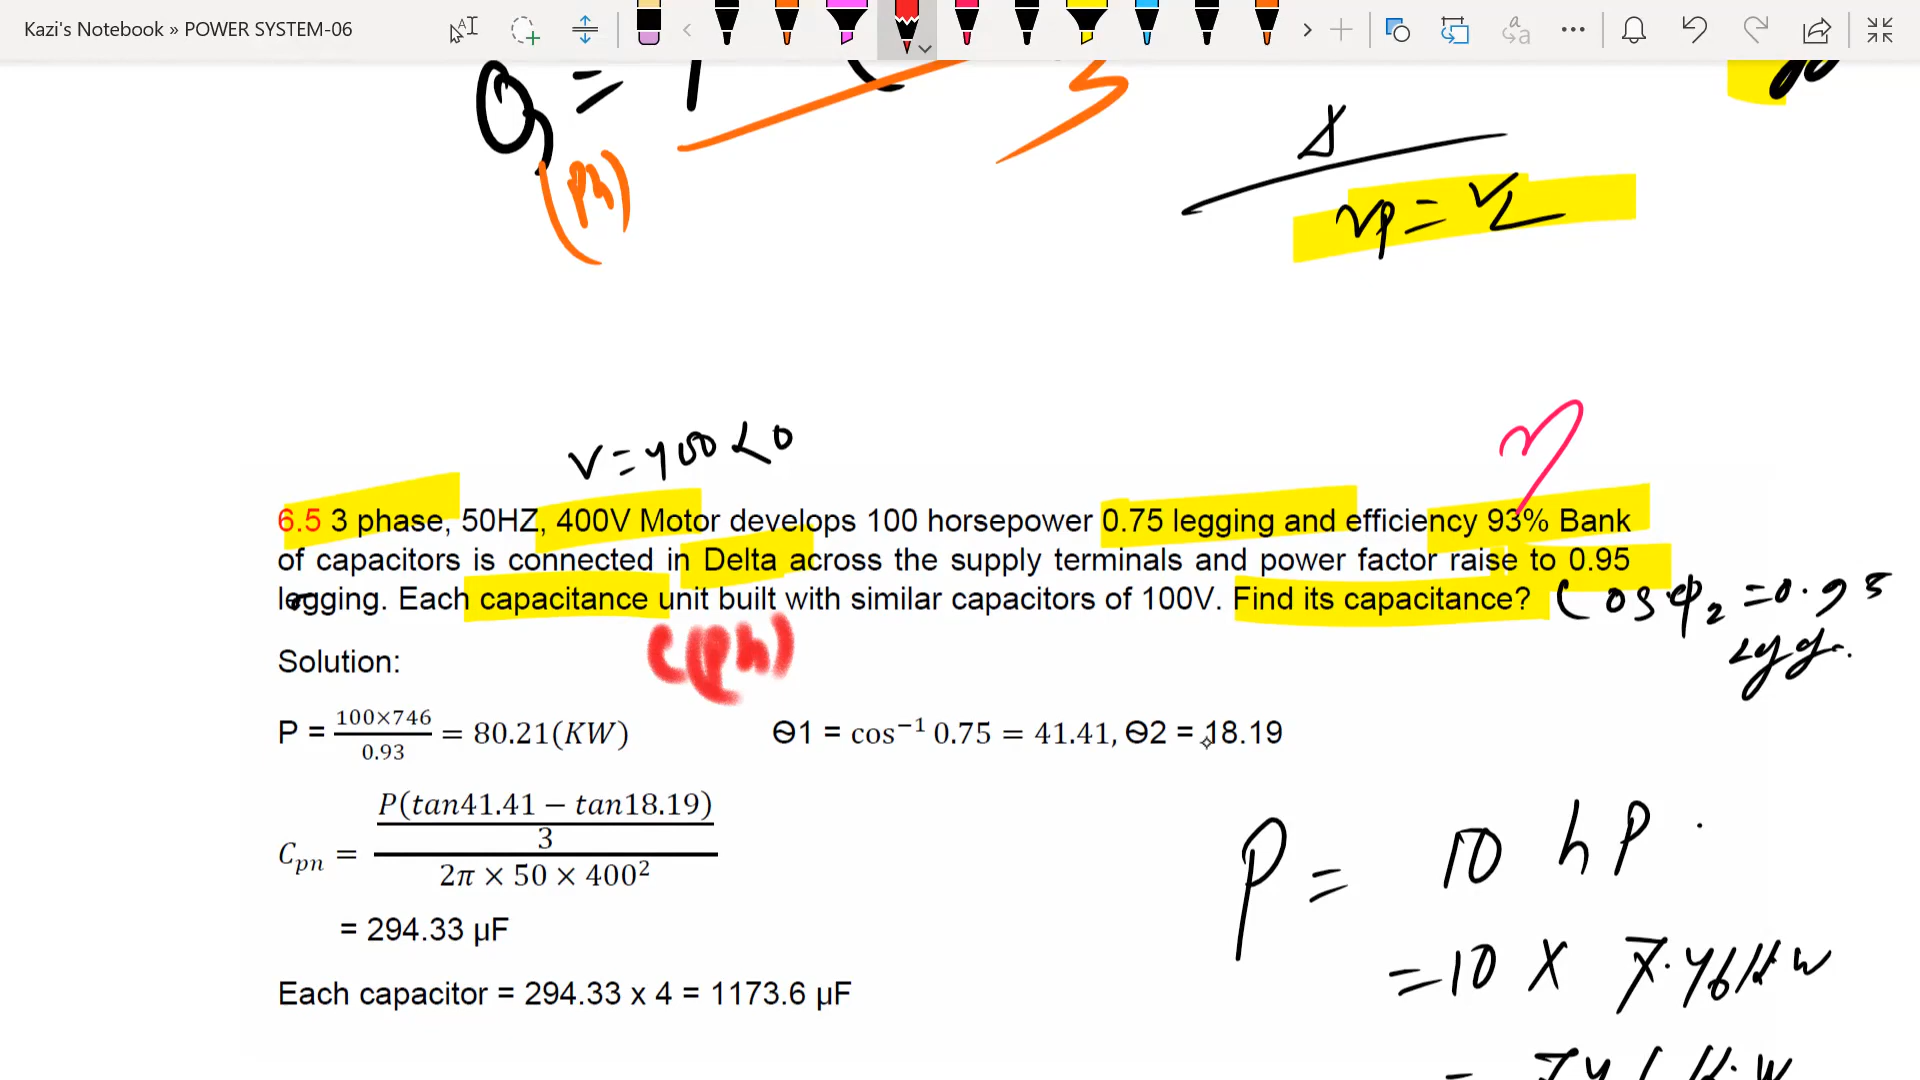 Kazi's Notebook » POWER SYSTEM-06
Q =
(ph)
Δ
Vp = VL
V = 400 < 0
η
6.5 3 phase, 50HZ, 400V Motor develops 100 horsepower 0.75 legging and efficiency 93% Bank
of capacitors is connected in Delta across the supply terminals and power factor raise to 0.95
legging. Each capacitance unit built with similar capacitors of 100V. Find its capacitance?
Cos φ2 = 0.95
C(ph)
Solution:
P = 100×746/0.93 = 80.21(KW) Θ1 = cos⁻¹ 0.75 = 41.41, Θ2 = 18.19
Cpn = (P(tan41.41 − tan18.19)/3)/(2π × 50 × 400²)
= 294.33 µF
Each capacitor = 294.33 x 4 = 1173.6 µF
P = 10 hp
= 10 X 7.46 kW